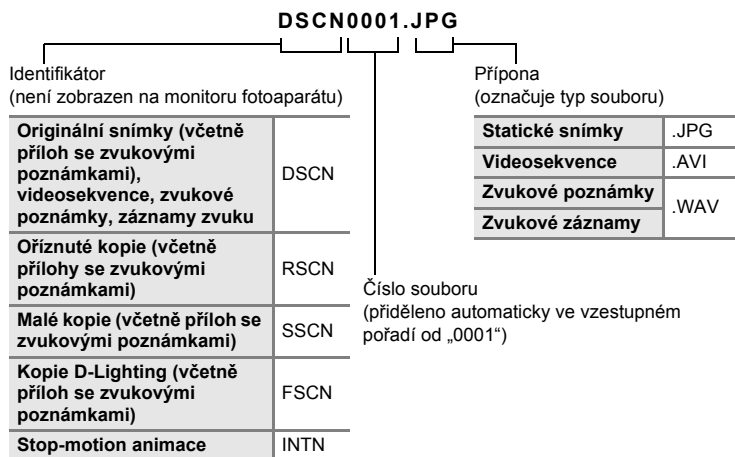 DSCN0001.JPG
Identifikátor
(není zobrazen na monitoru fotoaparátu)
Originální snímky (včetně
příloh se zvukovými
poznámkami),
videosekvence, zvukové
poznámky, záznamy zvuku
DSCN
Oříznuté kopie (včetně
přílohy se zvukovými
poznámkami)
RSCN
Malé kopie (včetně příloh se
zvukovými poznámkami)
SSCN
Kopie D-Lighting (včetně
příloh se zvukovými
poznámkami)
FSCN
Stop-motion animace
INTN
Číslo souboru
(přiděleno automaticky ve vzestupném
pořadí od „0001“)
Přípona
(označuje typ souboru)
Statické snímky
.JPG
Videosekvence
.AVI
Zvukové poznámky
.WAV
Zvukové záznamy